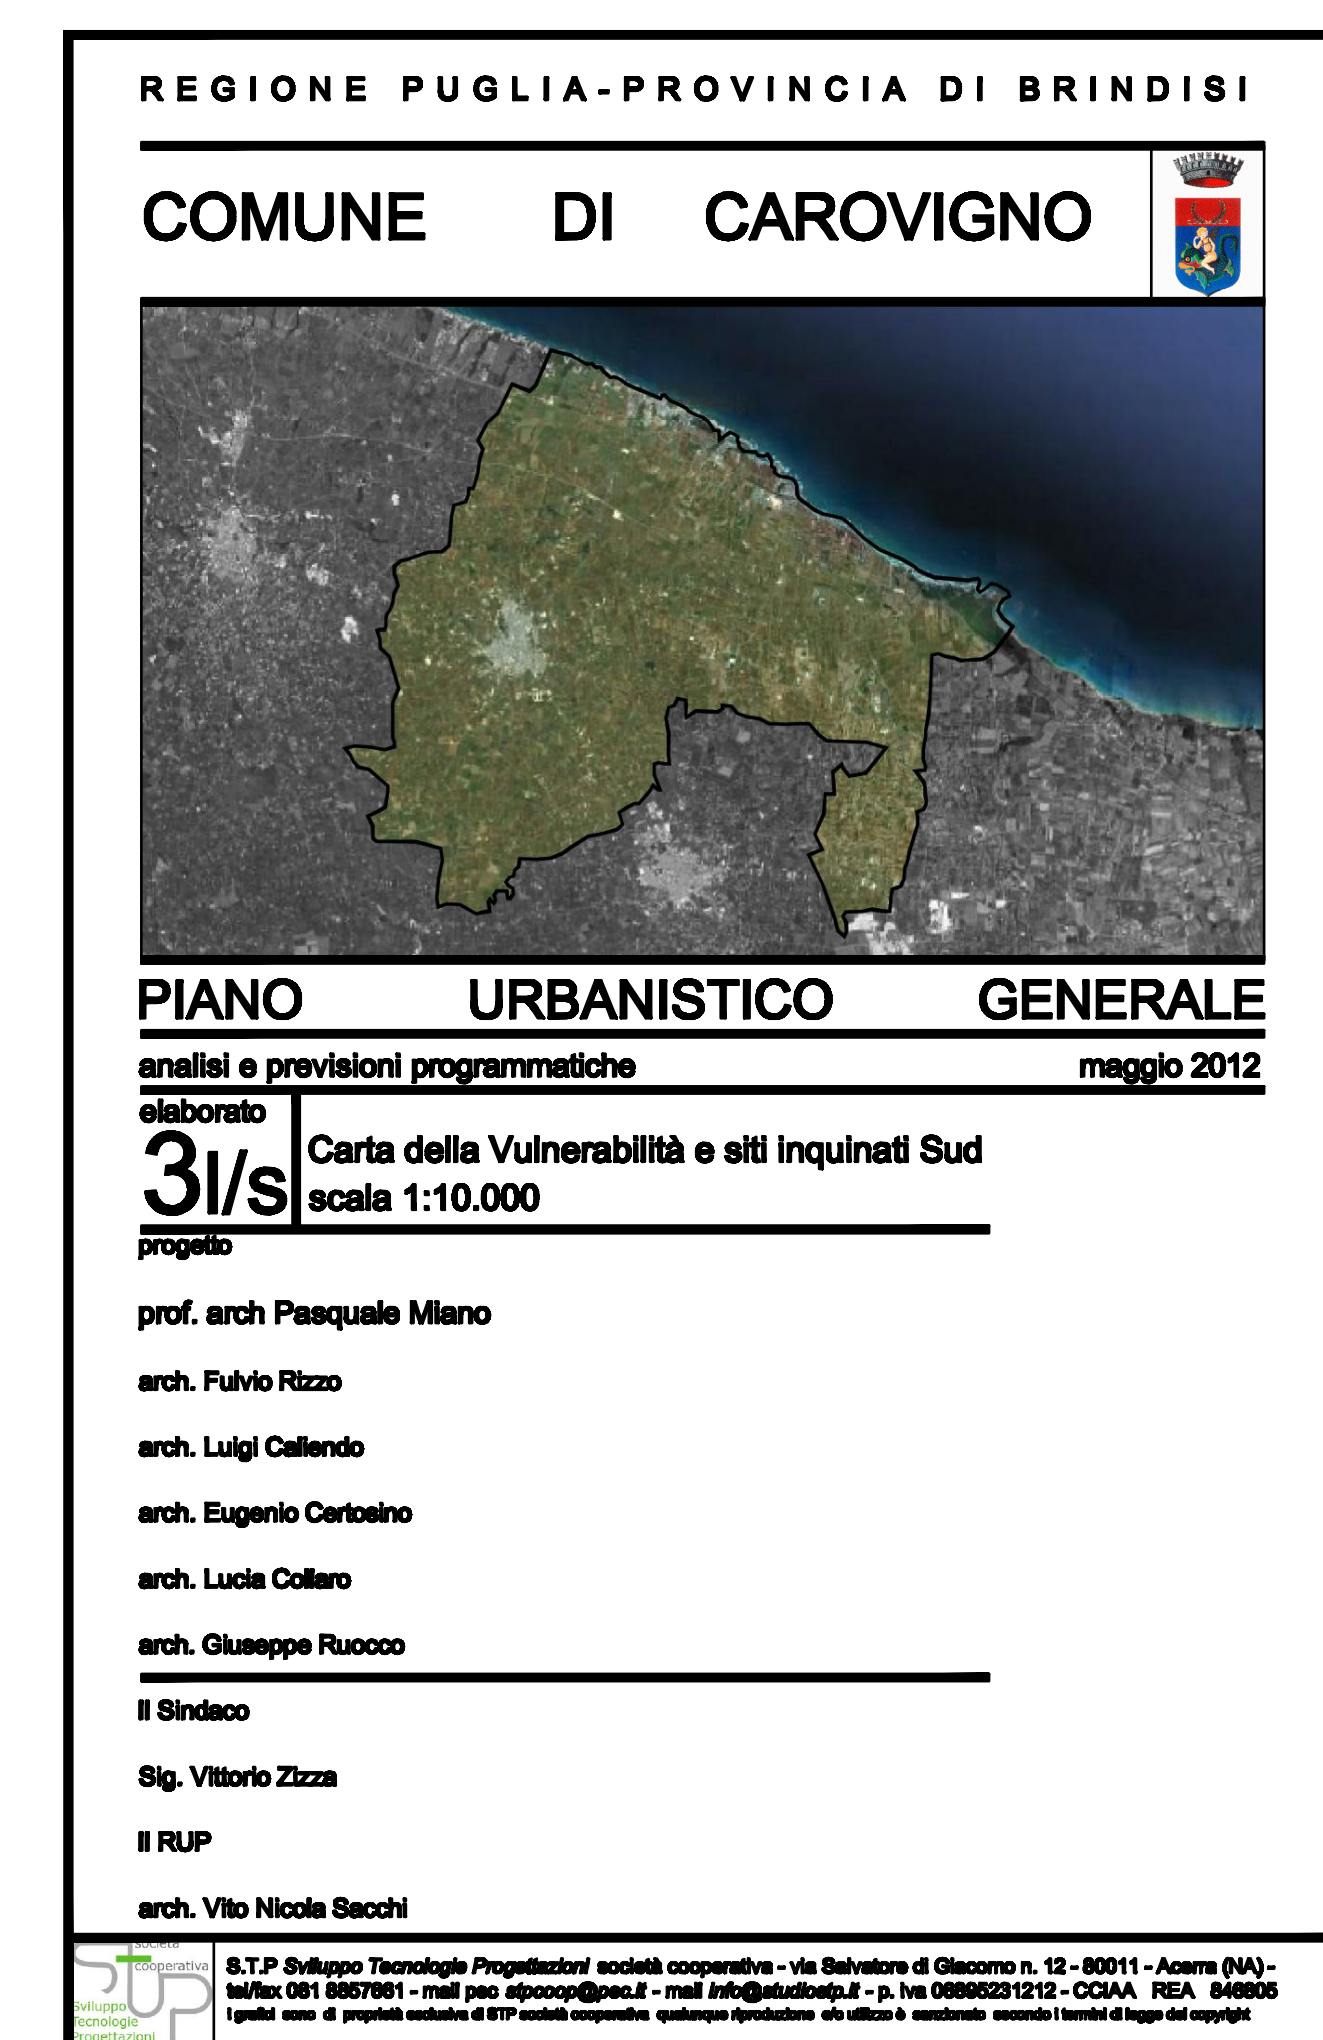 REGIONE PUGLIA-PROVINCIA DI BRINDISI
COMUNE DI CAROVIGNO
PIANO URBANISTICO GENERALE
analisi e previsioni programmatiche maggio 2012
elaborato
3l/s
Carta della Vulnerabilità e siti inquinati Sud
scala 1:10.000
progetto
prof. arch Pasquale Miano
arch. Fulvio Rizzo
arch. Luigi Caliendo
arch. Eugenio Certosino
arch. Lucia Collaro
arch. Giuseppe Ruocco
Il Sindaco
Sig. Vittorio Zizza
Il RUP
arch. Vito Nicola Sacchi
società
cooperativa
STP
Sviluppo
Tecnologie
Progettazioni
S.T.P Sviluppo Tecnologie Progettazioni società cooperativa - via Salvatore di Giacomo n. 12 - 80011 - Acerra (NA) -
tel/fax 081 8857661 - mail pec stpcoop@pec.it - mail info@studiostp.it - p. iva 06895231212 - CCIAA REA 846805
i grafici sono di proprietà esclusiva di STP società cooperativa qualunque riproduzione e/o utilizzo è sanzionato secondo i termini di legge del copyright